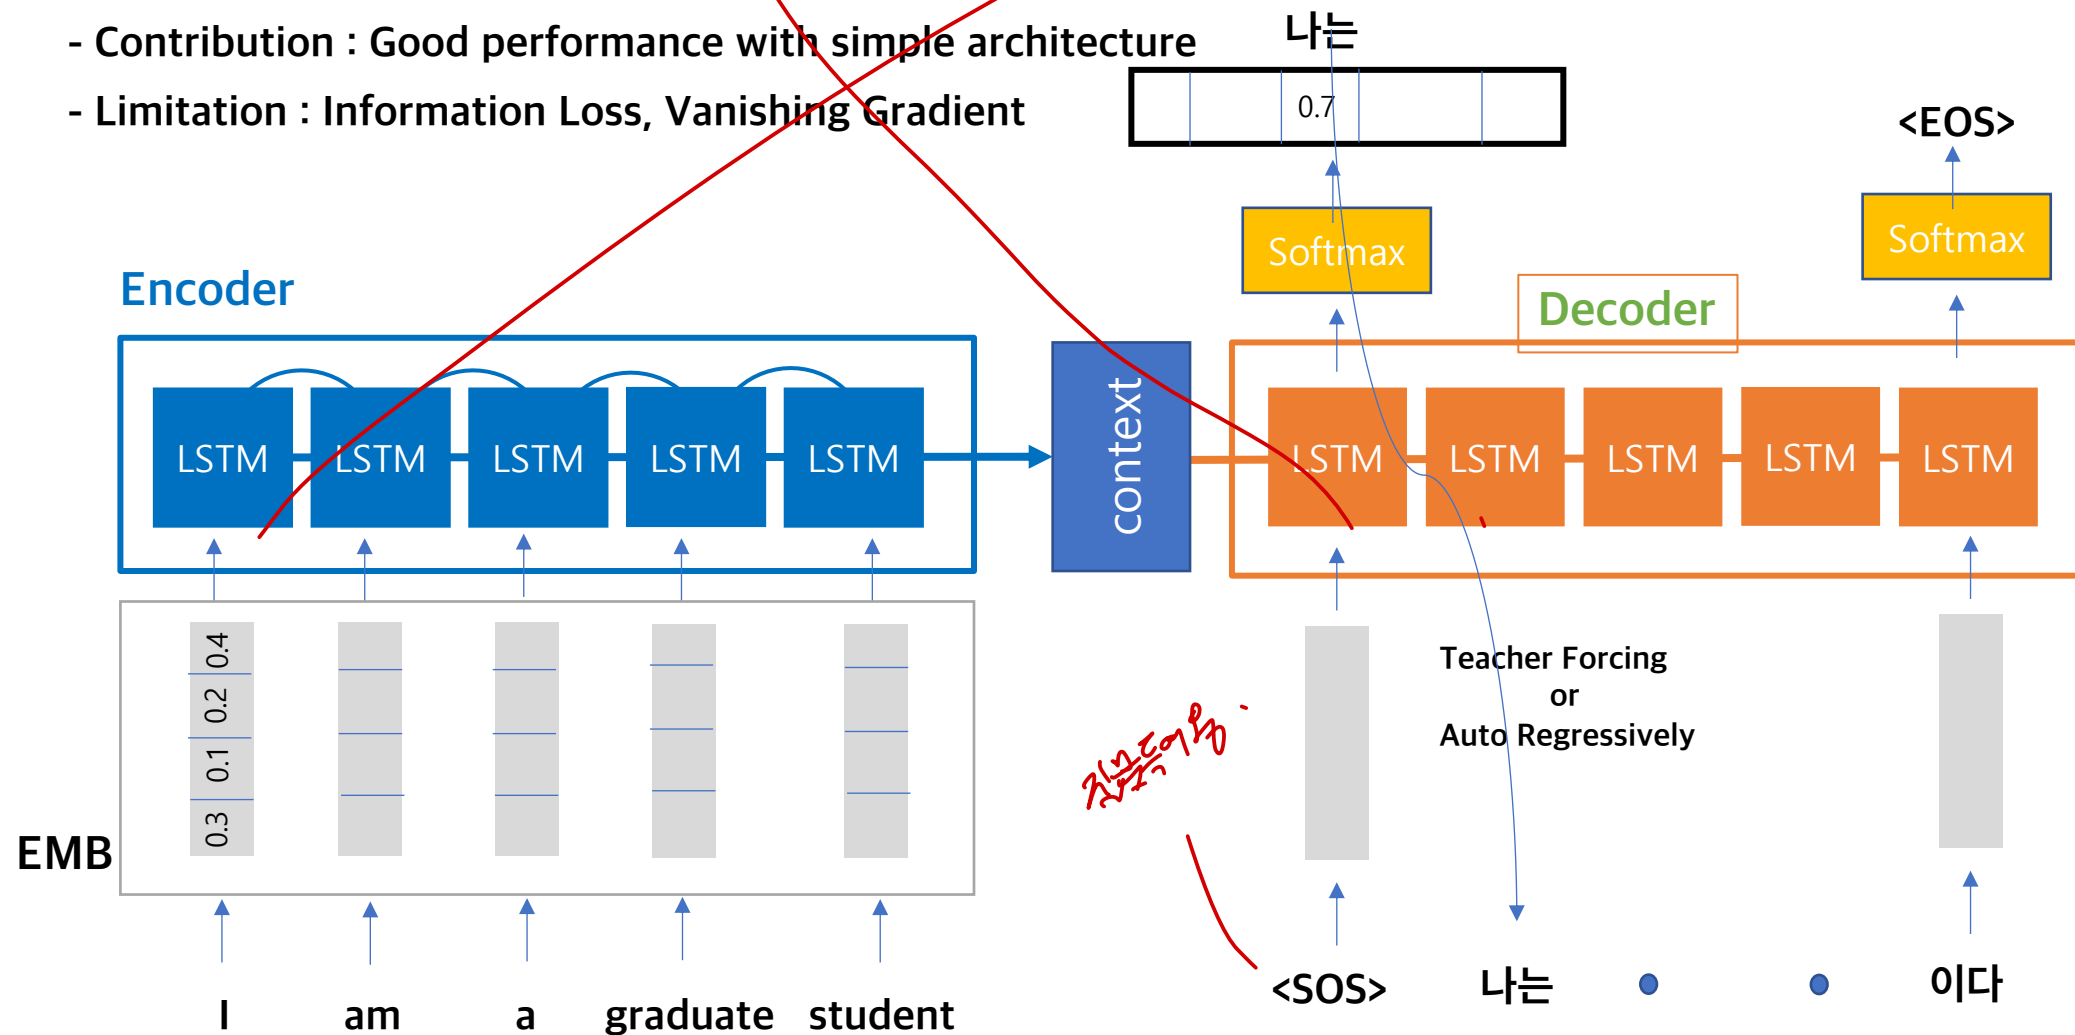 - Contribution : Good performance with simple architecture
- Limitation : Information Loss, Vanishing Gradient
나는
0.7
<EOS>
Softmax
Softmax
Encoder
Decoder
LSTM LSTM LSTM LSTM LSTM
context
LSTM LSTM LSTM LSTM LSTM
0.3 0.1 0.2 0.4
Teacher Forcing
or
Auto Regressively
EMB
<SOS> 나는 이다
I am a graduate student